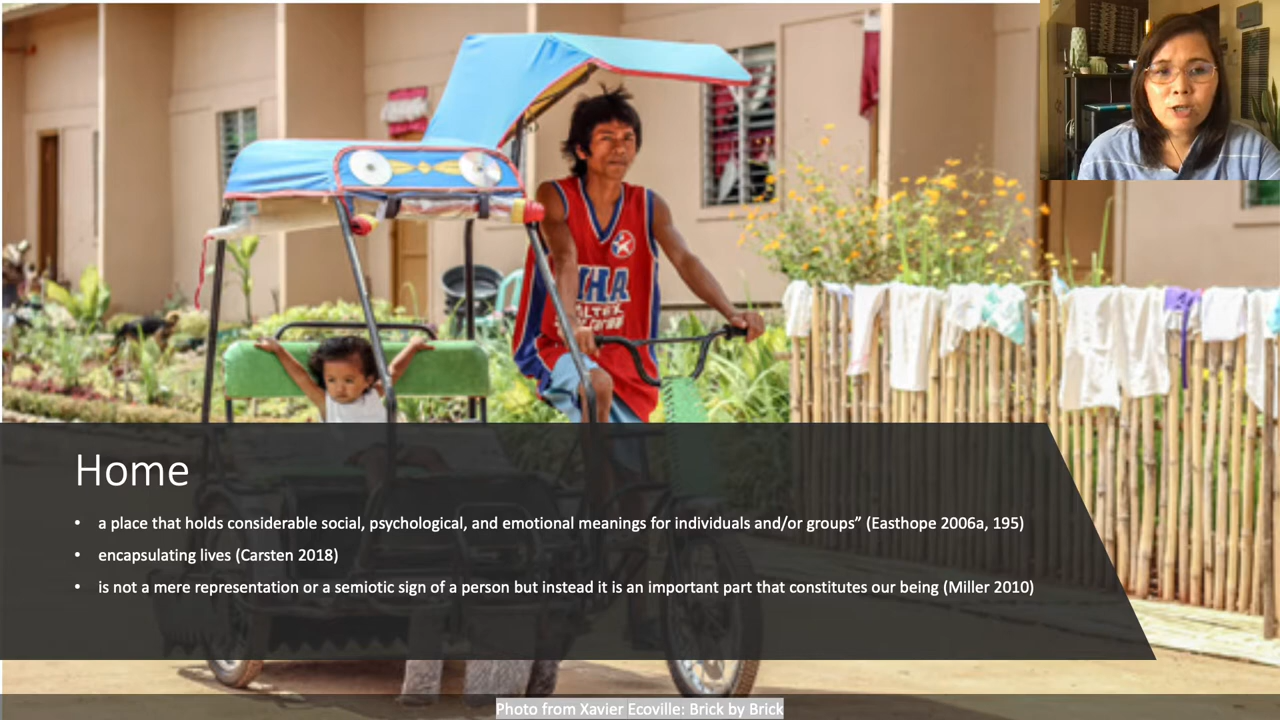 Home
• a place that holds considerable social, psychological, and emotional meanings for individuals and/or groups” (Easthope 2006a, 195)
• encapsulating lives (Carsten 2018)
• is not a mere representation or a semiotic sign of a person but instead it is an important part that constitutes our being (Miller 2010)
Photo from Xavier Ecoville: Brick by Brick